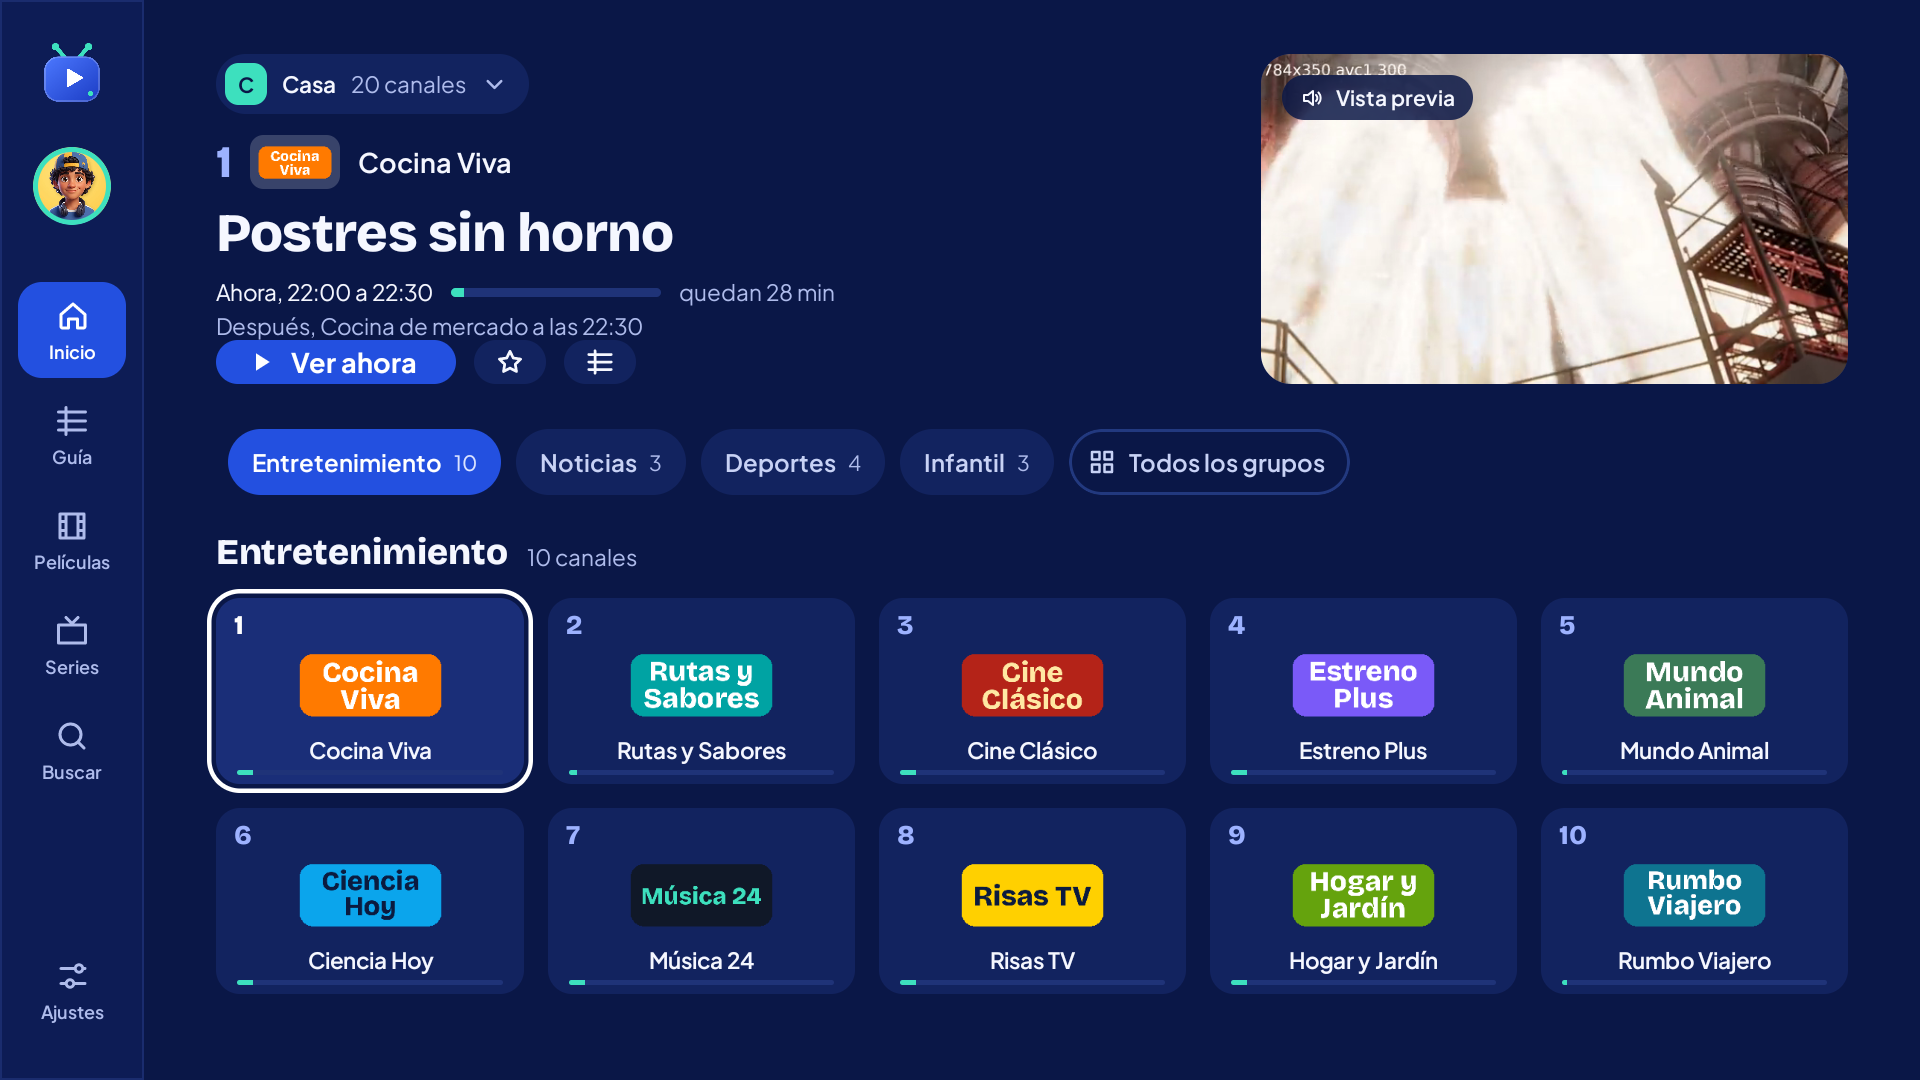 Inicio
Guía
Películas
Series
Buscar
Ajustes
C Casa 20 canales
1 Cocina Viva Cocina Viva
Postres sin horno
Ahora, 22:00 a 22:30 quedan 28 min
Después, Cocina de mercado a las 22:30
Ver ahora
784x350 avc1.300
Vista previa
Entretenimiento 10 Noticias 3 Deportes 4 Infantil 3 Todos los grupos
Entretenimiento 10 canales
1
Cocina
Viva
Cocina Viva
2
Rutas y
Sabores
Rutas y Sabores
3
Cine
Clásico
Cine Clásico
4
Estreno
Plus
Estreno Plus
5
Mundo
Animal
Mundo Animal
6
Ciencia
Hoy
Ciencia Hoy
7
Música 24
Música 24
8
Risas TV
Risas TV
9
Hogar y
Jardín
Hogar y Jardín
10
Rumbo
Viajero
Rumbo Viajero